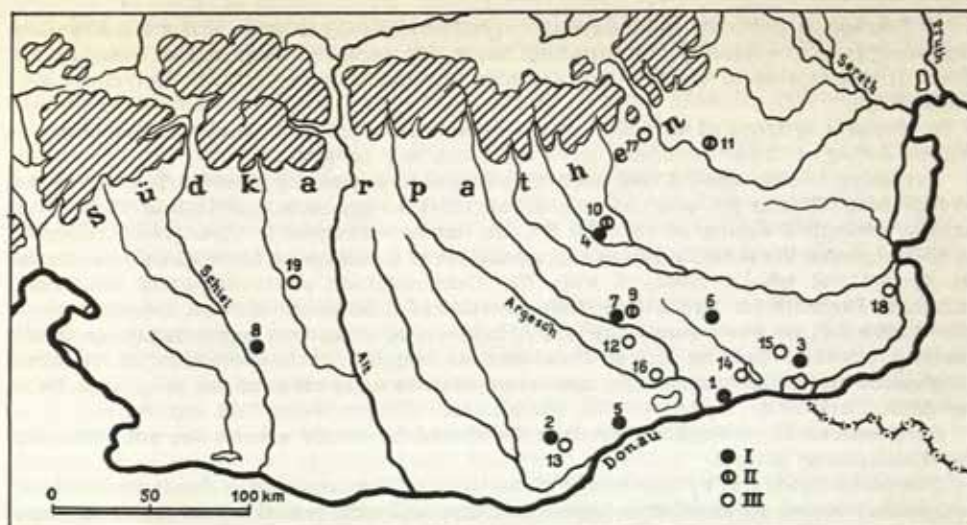 Pruth
Sereth
Südkarpathen
17
11
10
4
Schiel
19
Alt
Argesch
7
9
6
18
8
12
15
3
16
14
1
2
5
13
Donau
I
II
III
0 50 100 km